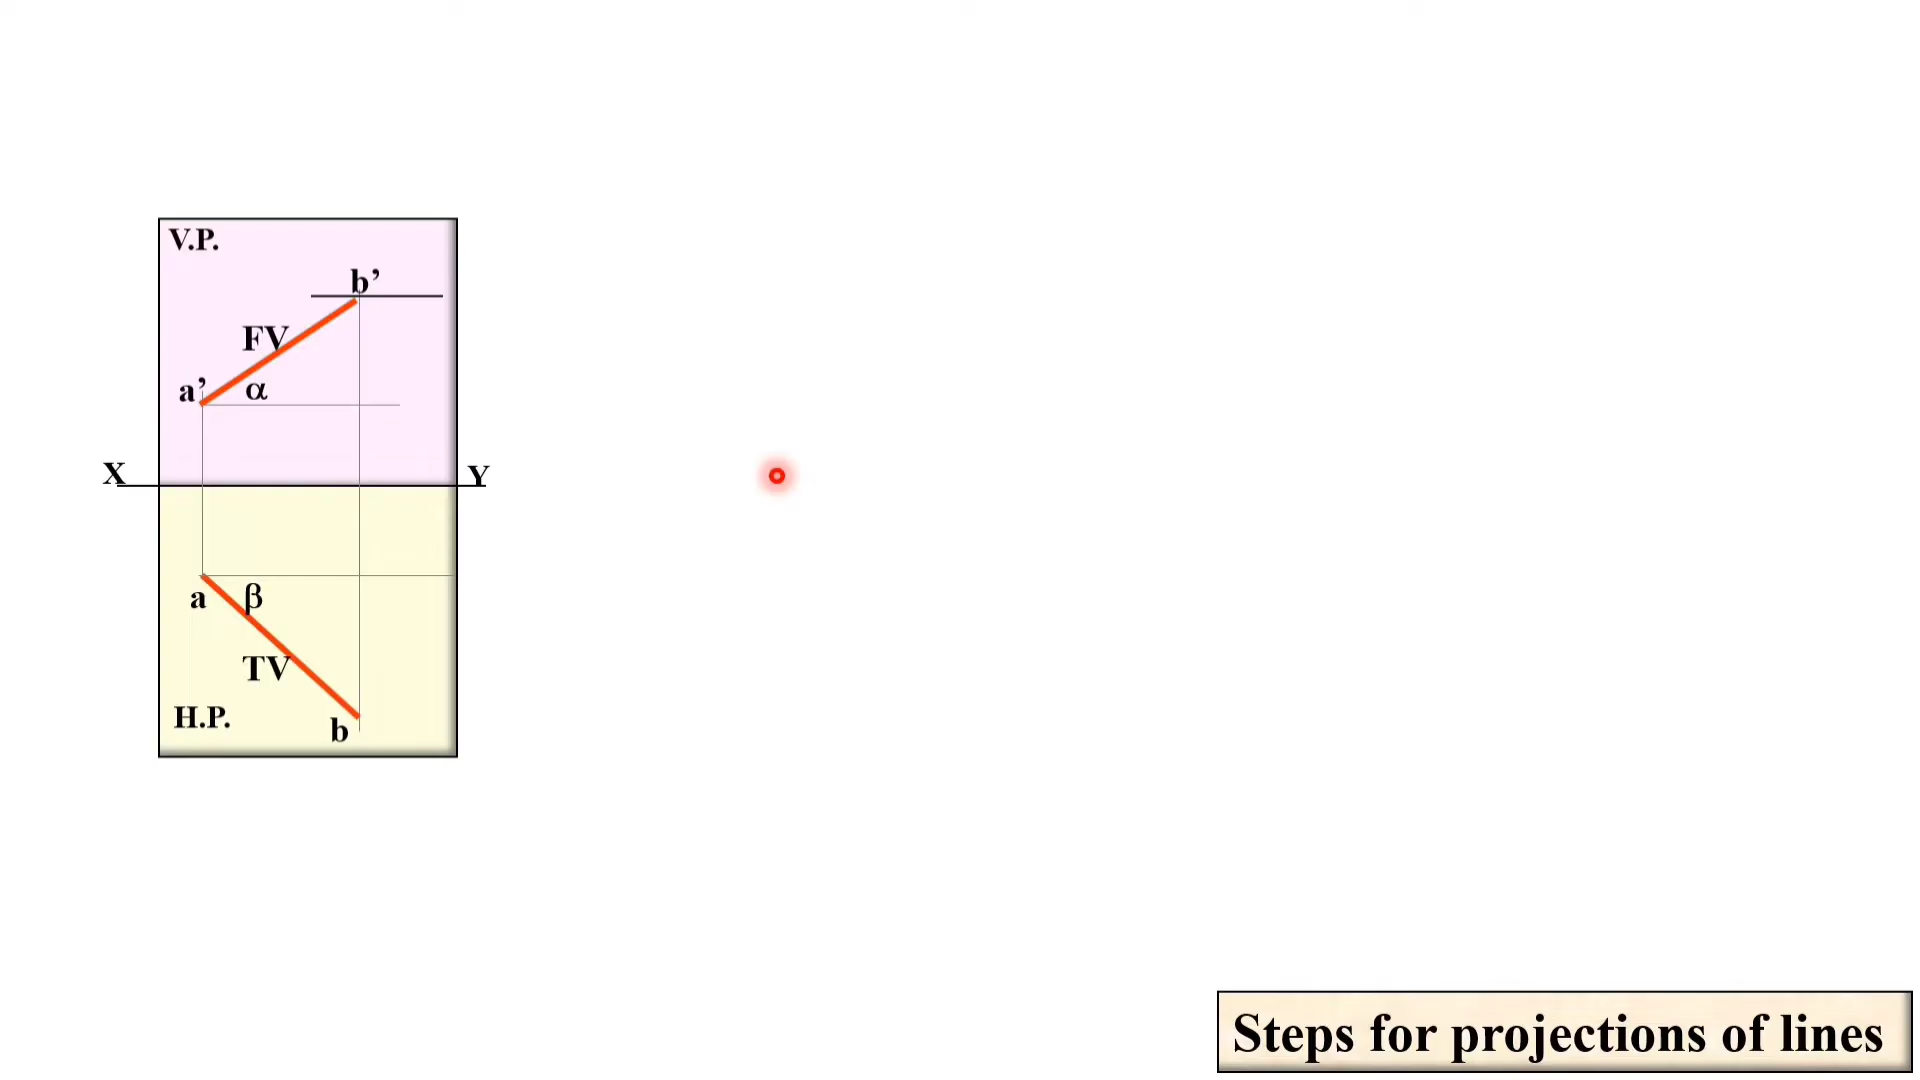 V.P.
b’
FV
a’
α
X
Y
a
β
TV
H.P.
b
Steps for projections of lines